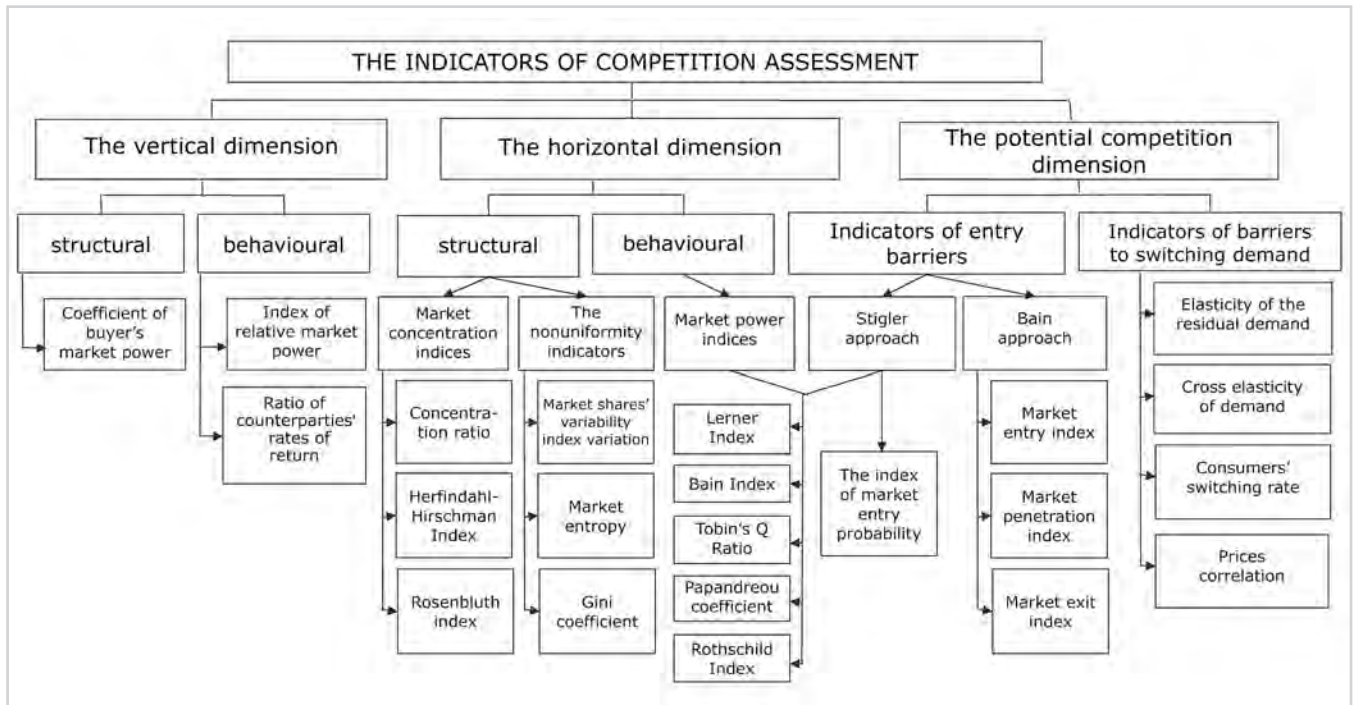 THE INDICATORS OF COMPETITION ASSESSMENT
The vertical dimension
The horizontal dimension
The potential competition
dimension
structural
behavioural
structural
behavioural
Indicators of entry
barriers
Indicators of barriers
to switching demand
Coefficient of
buyer's
market power
Index of
relative market
power
Ratio of
counterparties'
rates of
return
Market
concentration
indices
The
nonuniformity
indicators
Market power
indices
Stigler
approach
Bain
approach
Elasticity of the
residual demand
Cross elasticity
of demand
Consumers'
switching rate
Prices
correlation
Concentra-
tion ratio
Herfindahl-
Hirschman
Index
Rosenbluth
index
Market shares'
variability
index variation
Market
entropy
Gini
coefficient
Lerner
Index
Bain Index
Tobin's Q
Ratio
Papandreou
coefficient
Rothschild
Index
The index
of market
entry
probability
Market
entry index
Market
penetration
index
Market exit
index